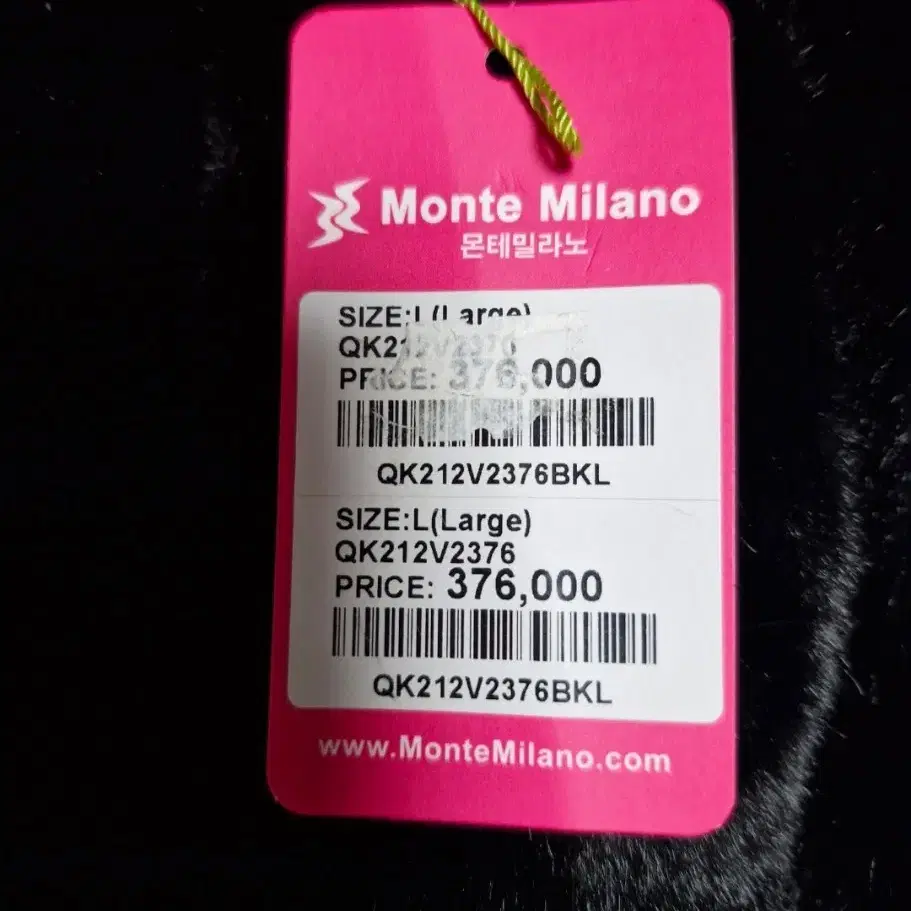 Monte Milano
몬테밀라노
SIZE:L(Large)
QK212V2376
PRICE: 376,000
QK212V2376BKL
SIZE:L(Large)
QK212V2376
PRICE: 376,000
QK212V2376BKL
www.MonteMilano.com